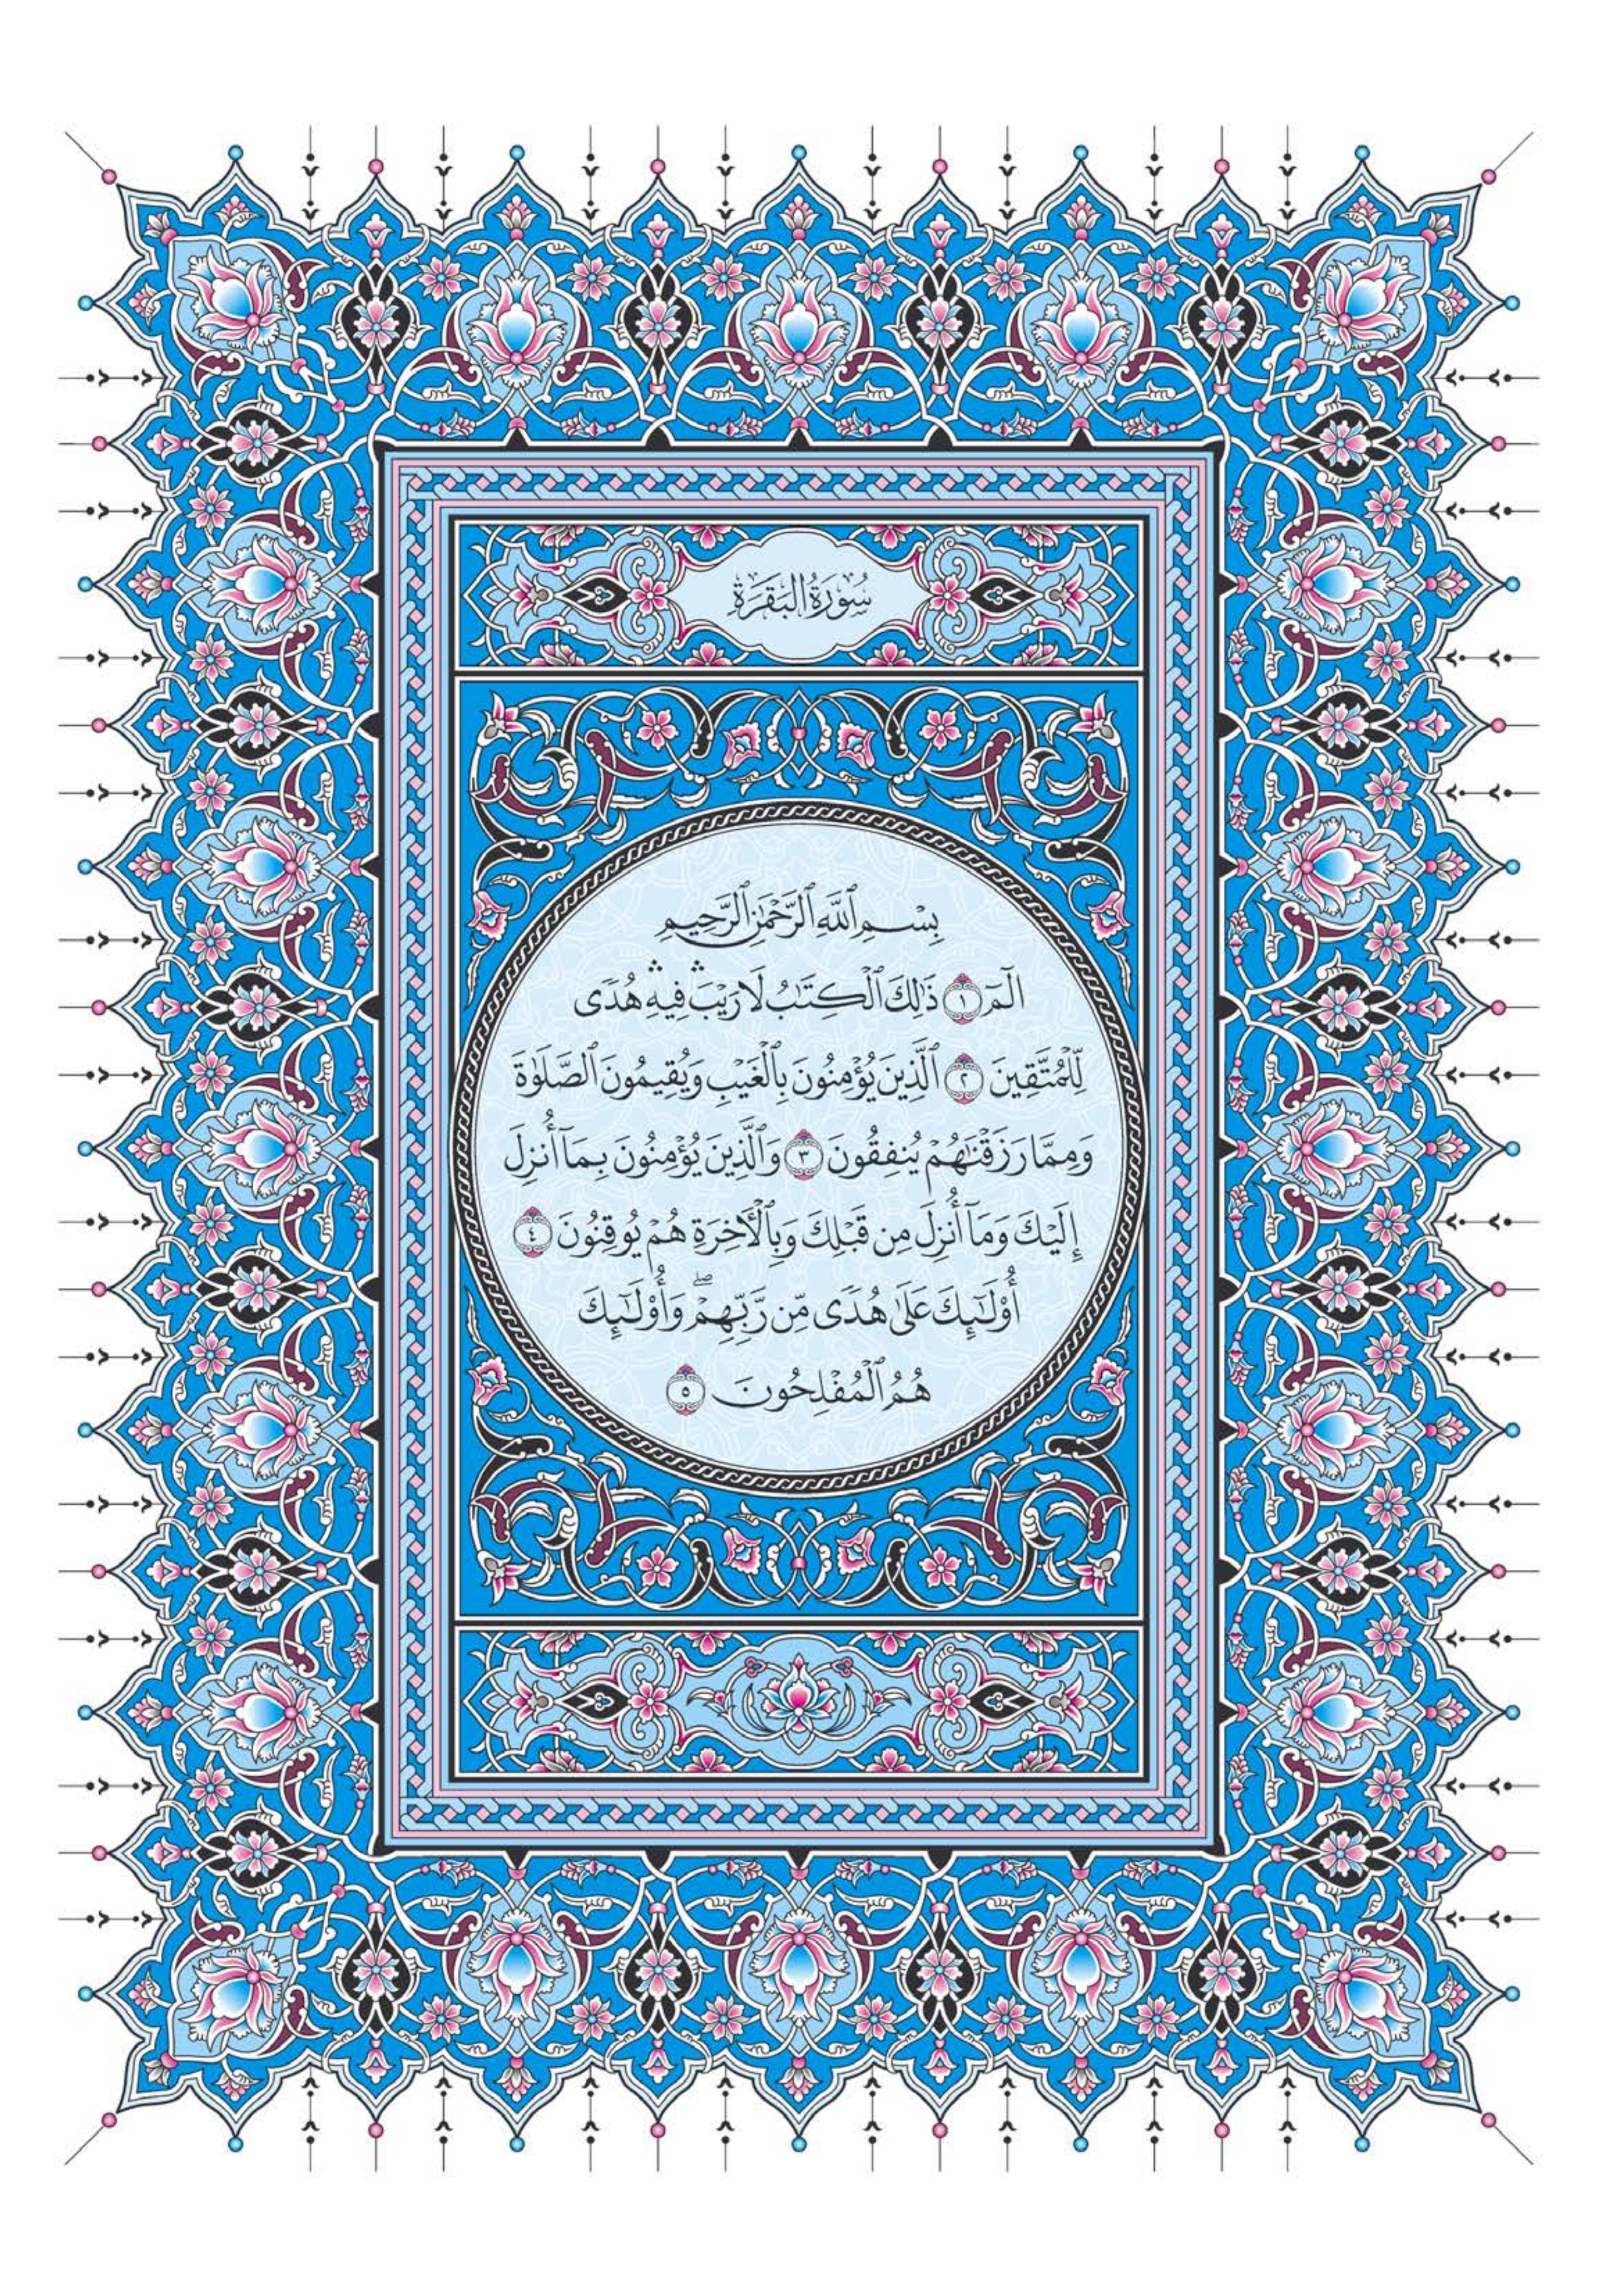 سُورَةُ البَقَرَةِ
بِسْمِ ٱللَّهِ ٱلرَّحْمَٰنِ ٱلرَّحِيمِ
الٓمٓ ١ ذَٰلِكَ ٱلْكِتَٰبُ لَا رَيْبَۛ فِيهِۛ هُدًى
لِّلْمُتَّقِينَ ٢ ٱلَّذِينَ يُؤْمِنُونَ بِٱلْغَيْبِ وَيُقِيمُونَ ٱلصَّلَوٰةَ
وَمِمَّا رَزَقْنَٰهُمْ يُنفِقُونَ ٣ وَٱلَّذِينَ يُؤْمِنُونَ بِمَآ أُنزِلَ
إِلَيْكَ وَمَآ أُنزِلَ مِن قَبْلِكَ وَبِٱلْءَاخِرَةِ هُمْ يُوقِنُونَ ٤
أُو۟لَٰٓئِكَ عَلَىٰ هُدًى مِّن رَّبِّهِمْۖ وَأُو۟لَٰٓئِكَ
هُمُ ٱلْمُفْلِحُونَ ٥